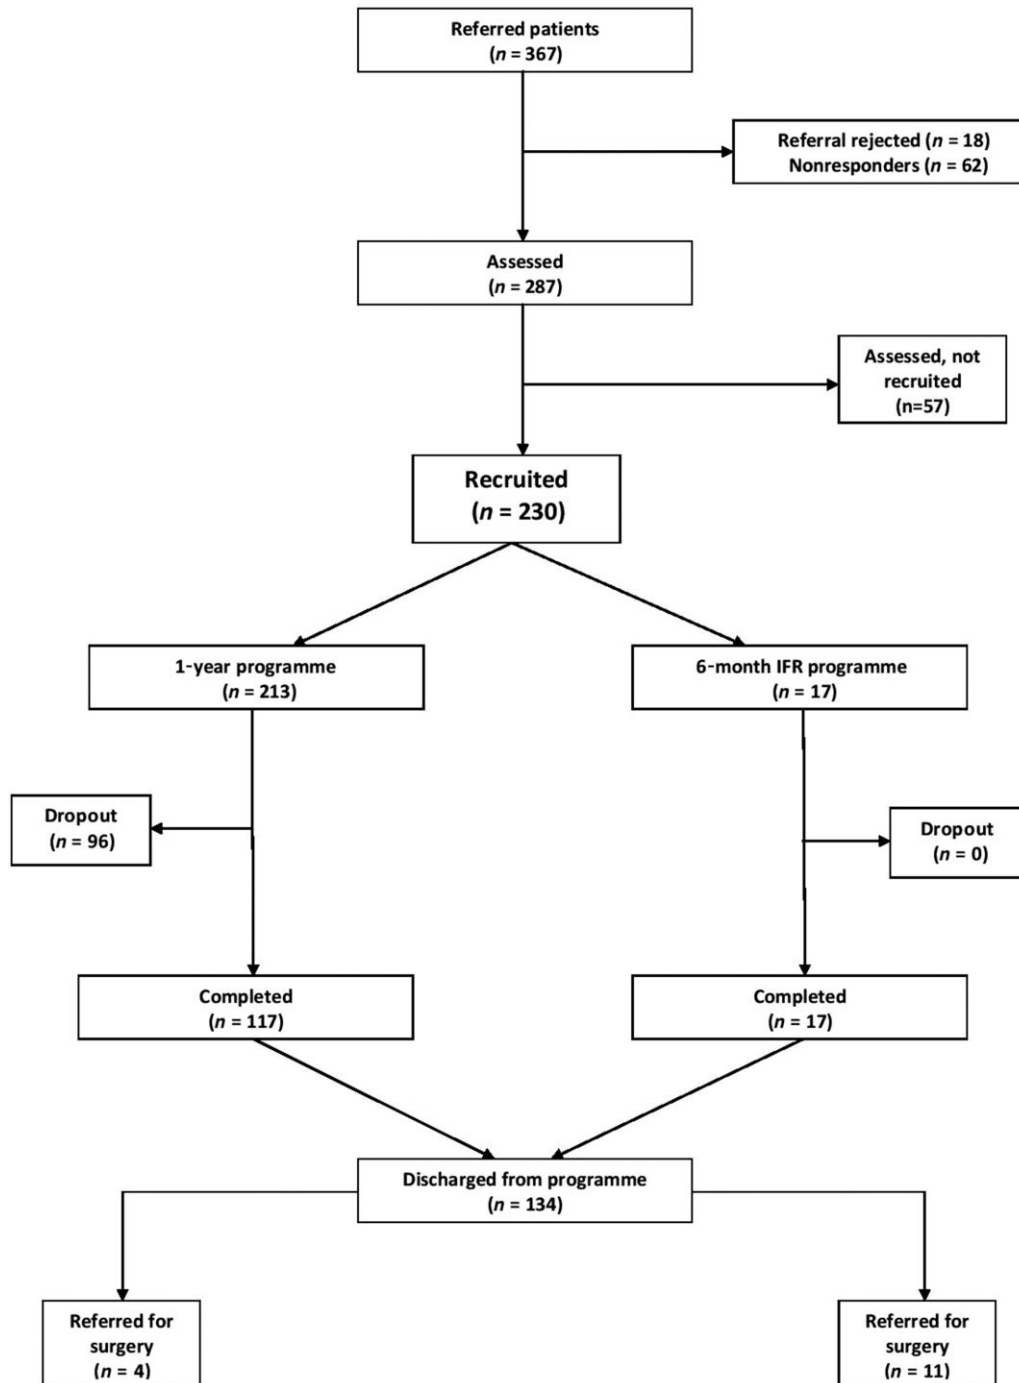 Referred patients
(n = 367)
Referral rejected (n = 18)
Nonresponders (n = 62)
Assessed
(n = 287)
Assessed, not
recruited
(n=57)
Recruited
(n = 230)
1-year programme
(n = 213)
6-month IFR programme
(n = 17)
Dropout
(n = 96)
Dropout
(n = 0)
Completed
(n = 117)
Completed
(n = 17)
Discharged from programme
(n = 134)
Referred for
surgery
(n = 4)
Referred for
surgery
(n = 11)